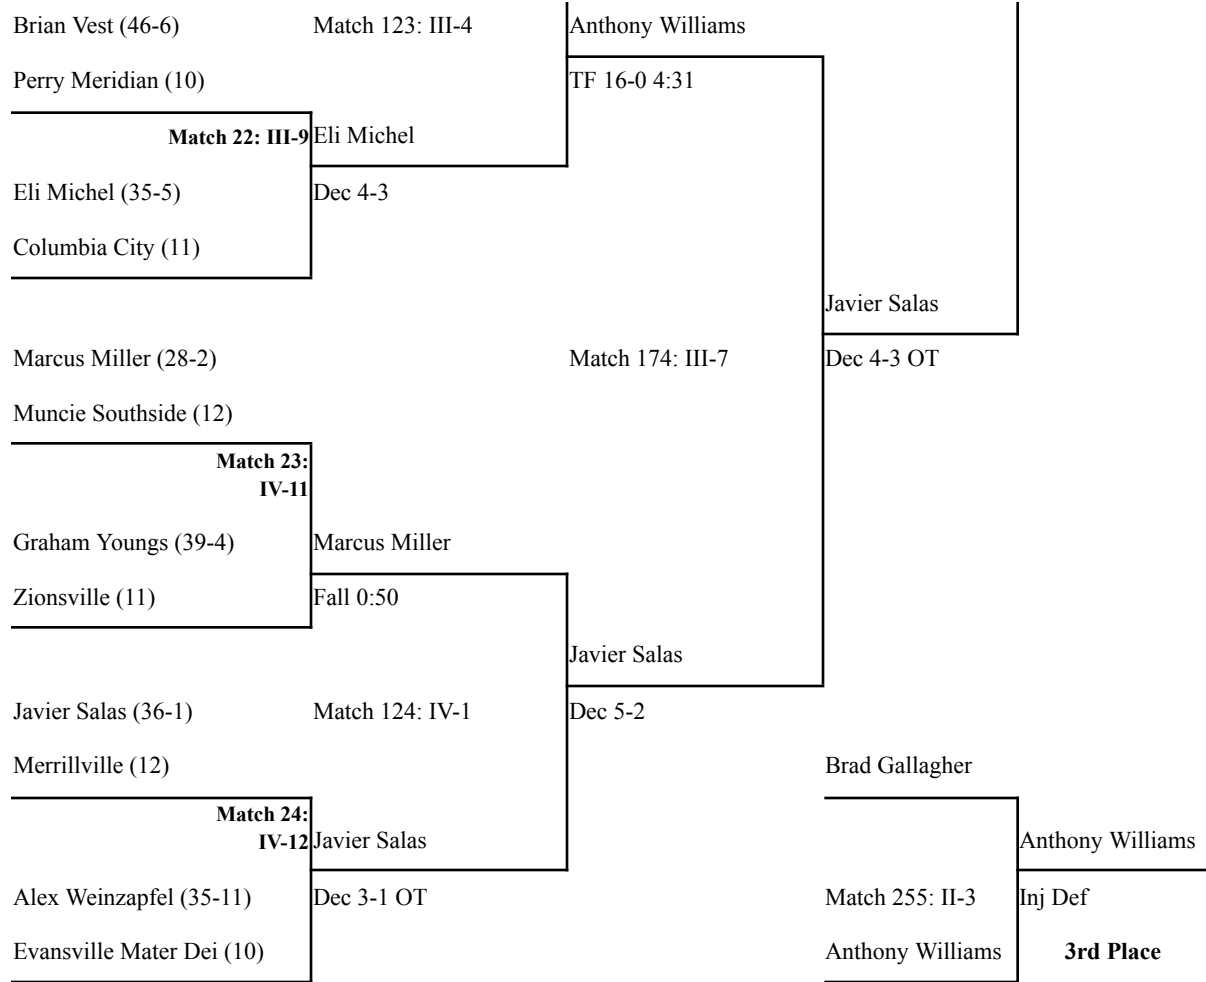 Brian Vest (46-6) Match 123: III-4 Anthony Williams
Perry Meridian (10) TF 16-0 4:31
Match 22: III-9 Eli Michel
Eli Michel (35-5) Dec 4-3
Columbia City (11)
Javier Salas
Marcus Miller (28-2) Match 174: III-7 Dec 4-3 OT
Muncie Southside (12)
Match 23:
IV-11
Graham Youngs (39-4) Marcus Miller
Zionsville (11) Fall 0:50
Javier Salas
Javier Salas (36-1) Match 124: IV-1 Dec 5-2
Merrillville (12) Brad Gallagher
Match 24:
IV-12 Javier Salas Anthony Williams
Alex Weinzapfel (35-11) Dec 3-1 OT Match 255: II-3 Inj Def
Evansville Mater Dei (10) Anthony Williams 3rd Place